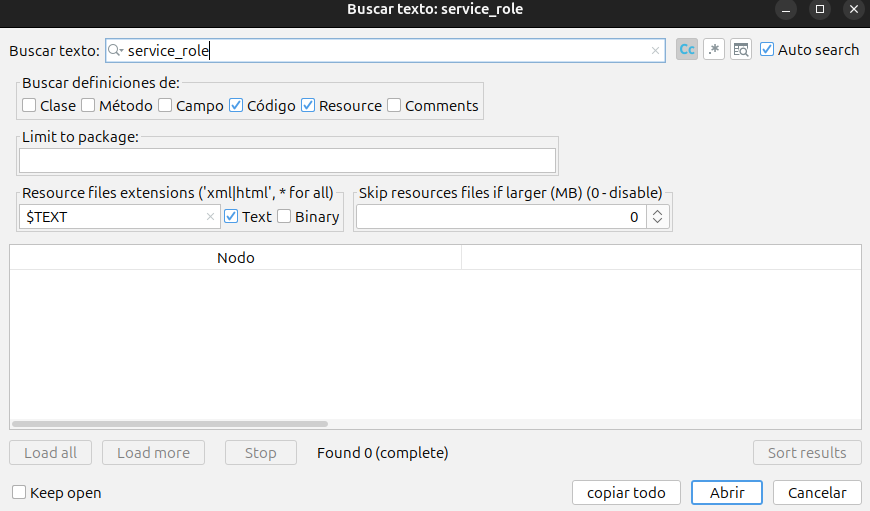 Buscar texto: service_role
Buscar texto: service_role Cc .* Auto search
Buscar definiciones de:
Clase Método Campo Código Resource Comments
Limit to package:
Resource files extensions ('xml|html', * for all) Skip resources files if larger (MB) (0 - disable)
$TEXT Text Binary 0
Nodo
Load all Load more Stop Found 0 (complete) Sort results
Keep open copiar todo Abrir Cancelar